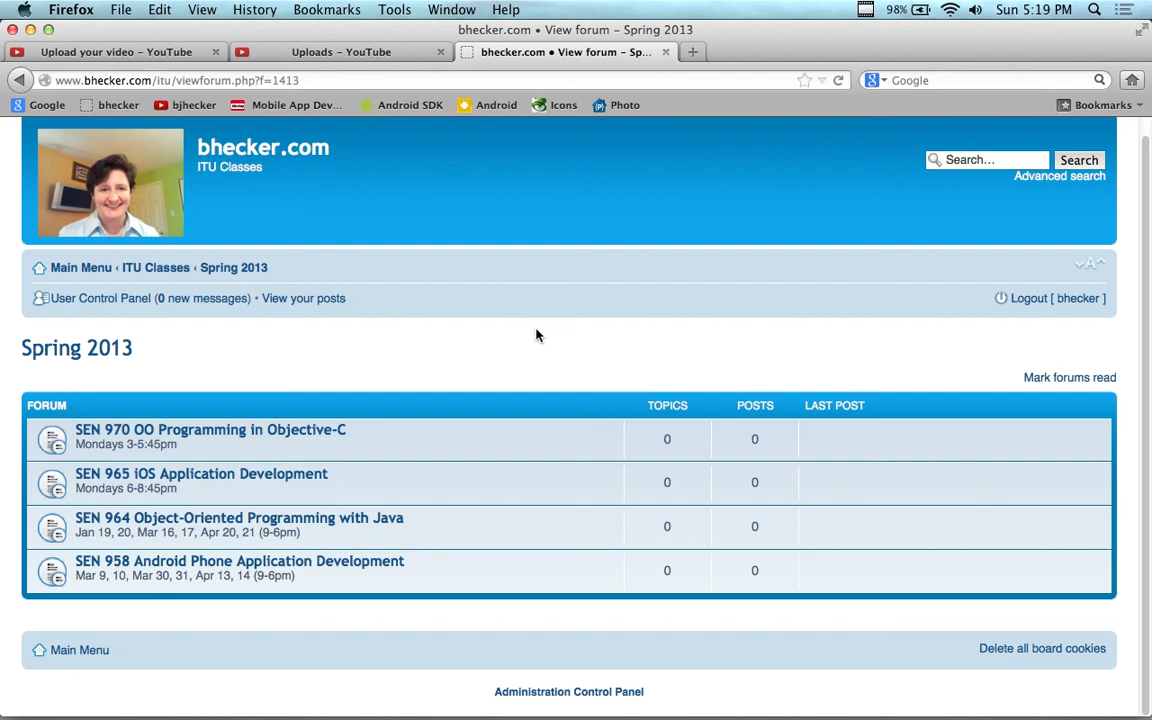 Firefox File Edit View History Bookmarks Tools Window Help 98% Sun 5:19 PM
bhecker.com • View forum – Spring 2013
Upload your video – YouTube Uploads – YouTube bhecker.com • View forum – Sp...
www.bhecker.com/itu/viewforum.php?f=1413 Google
Google bhecker bjhecker Mobile App Dev... Android SDK Android Icons Photo Bookmarks
bhecker.com
ITU Classes
Search... Search
Advanced search
Main Menu ‹ ITU Classes ‹ Spring 2013
A
User Control Panel (0 new messages) • View your posts Logout [ bhecker ]
Spring 2013
Mark forums read
FORUM TOPICS POSTS LAST POST
SEN 970 OO Programming in Objective-C 0 0
Mondays 3-5:45pm
SEN 965 iOS Application Development 0 0
Mondays 6-8:45pm
SEN 964 Object-Oriented Programming with Java 0 0
Jan 19, 20, Mar 16, 17, Apr 20, 21 (9-6pm)
SEN 958 Android Phone Application Development 0 0
Mar 9, 10, Mar 30, 31, Apr 13, 14 (9-6pm)
Main Menu Delete all board cookies
Administration Control Panel